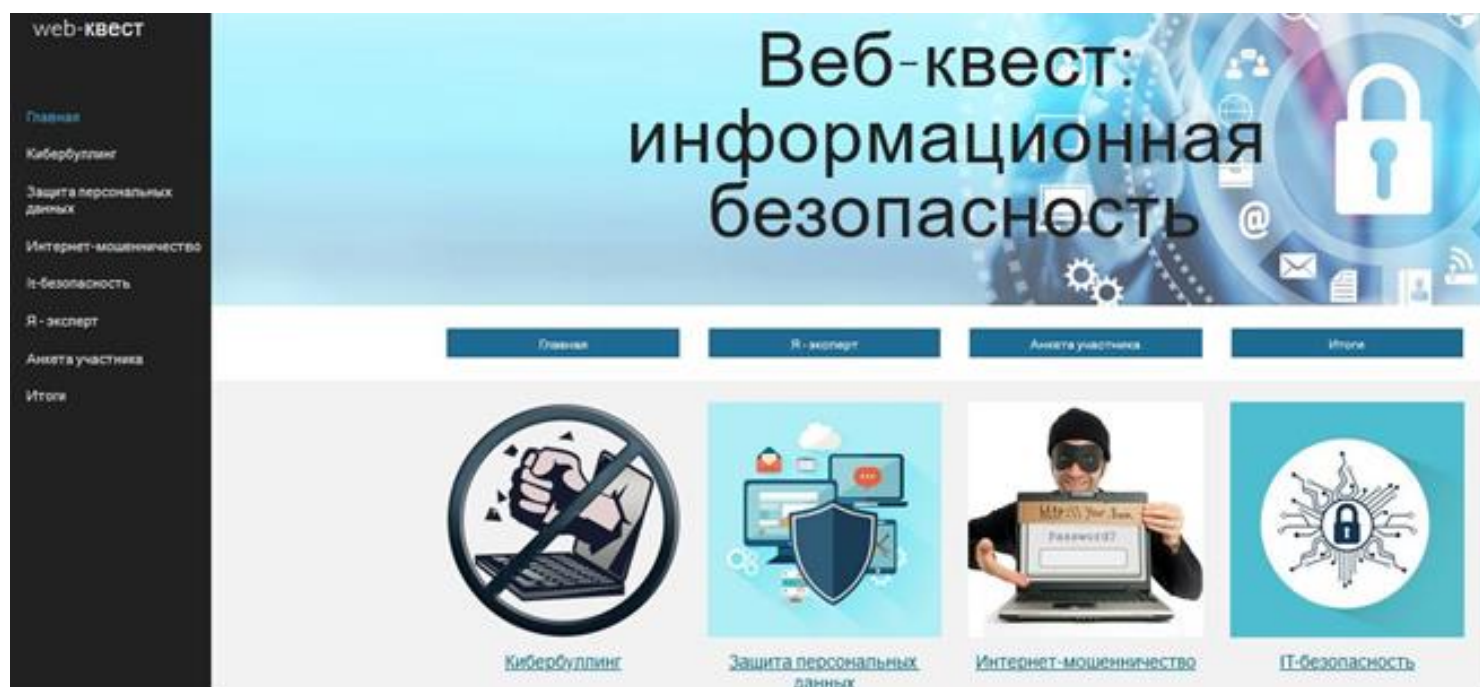 web-квест
Главная
Кибербуллинг
Защита персональных
данных
Интернет-мошенничество
It-безопасность
Я - эксперт
Анкета участника
Итоги
Веб-квест:
информационная
безопасность
Главная
Я - эксперт
Анкета участника
Итоги
@
Password?
Кибербуллинг
Защита персональных
данных
Интернет-мошенничество
IT-безопасность